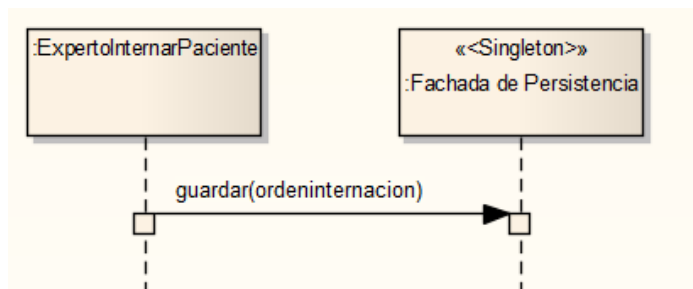 :ExpertoInternarPaciente
«<Singleton>»
:Fachada de Persistencia
guardar(ordeninternacion)